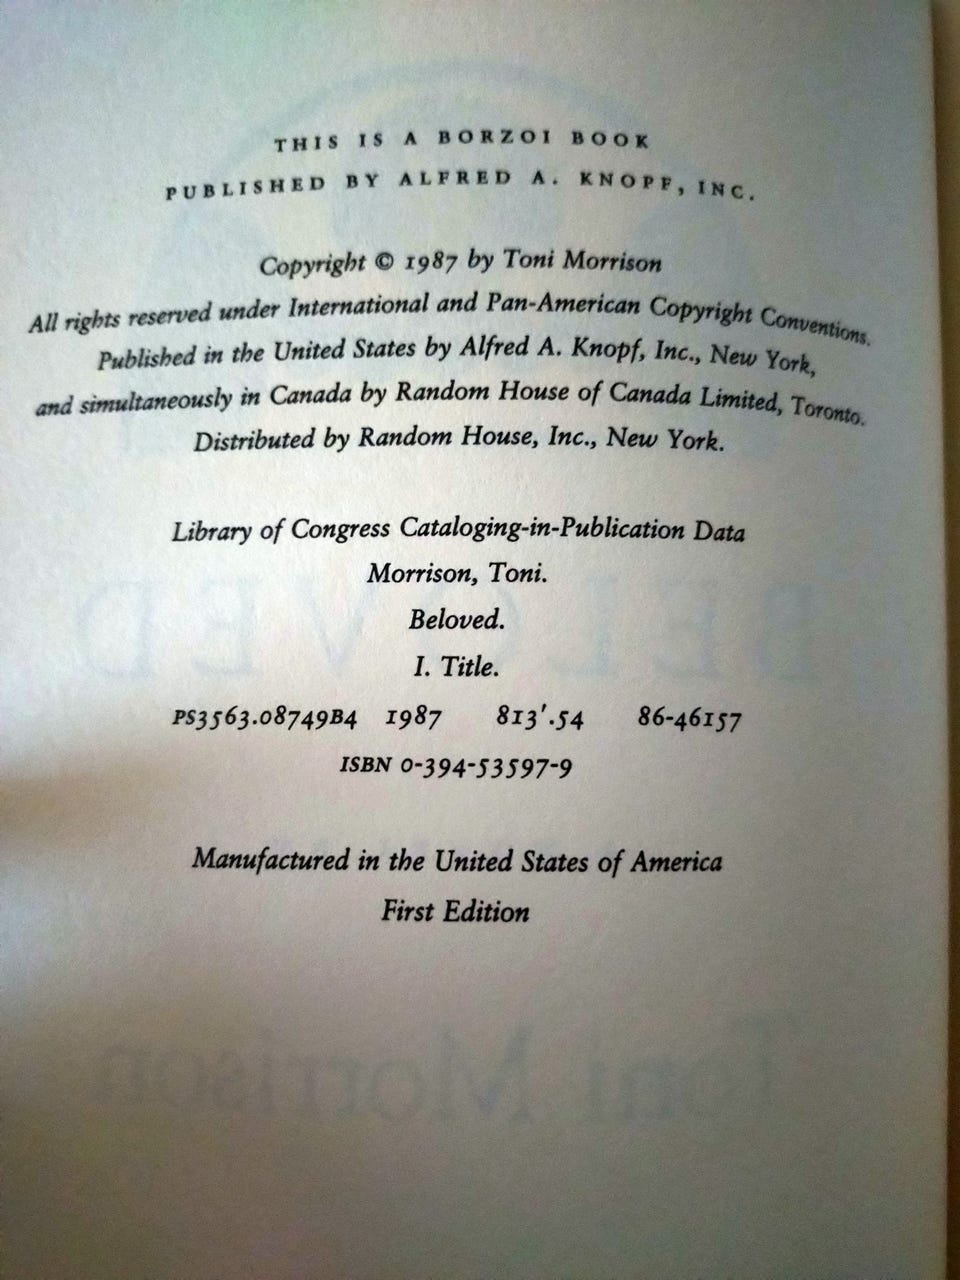 THIS IS A BORZOI BOOK
PUBLISHED BY ALFRED A. KNOPF, INC.
Copyright © 1987 by Toni Morrison
All rights reserved under International and Pan-American Copyright Conventions.
Published in the United States by Alfred A. Knopf, Inc., New York,
and simultaneously in Canada by Random House of Canada Limited, Toronto.
Distributed by Random House, Inc., New York.
Library of Congress Cataloging-in-Publication Data
Morrison, Toni.
Beloved.
I. Title.
PS3563.O8749B4 1987 813'.54 86-46157
ISBN 0-394-53597-9
BELOVED
Manufactured in the United States of America
First Edition
Toni Morrison